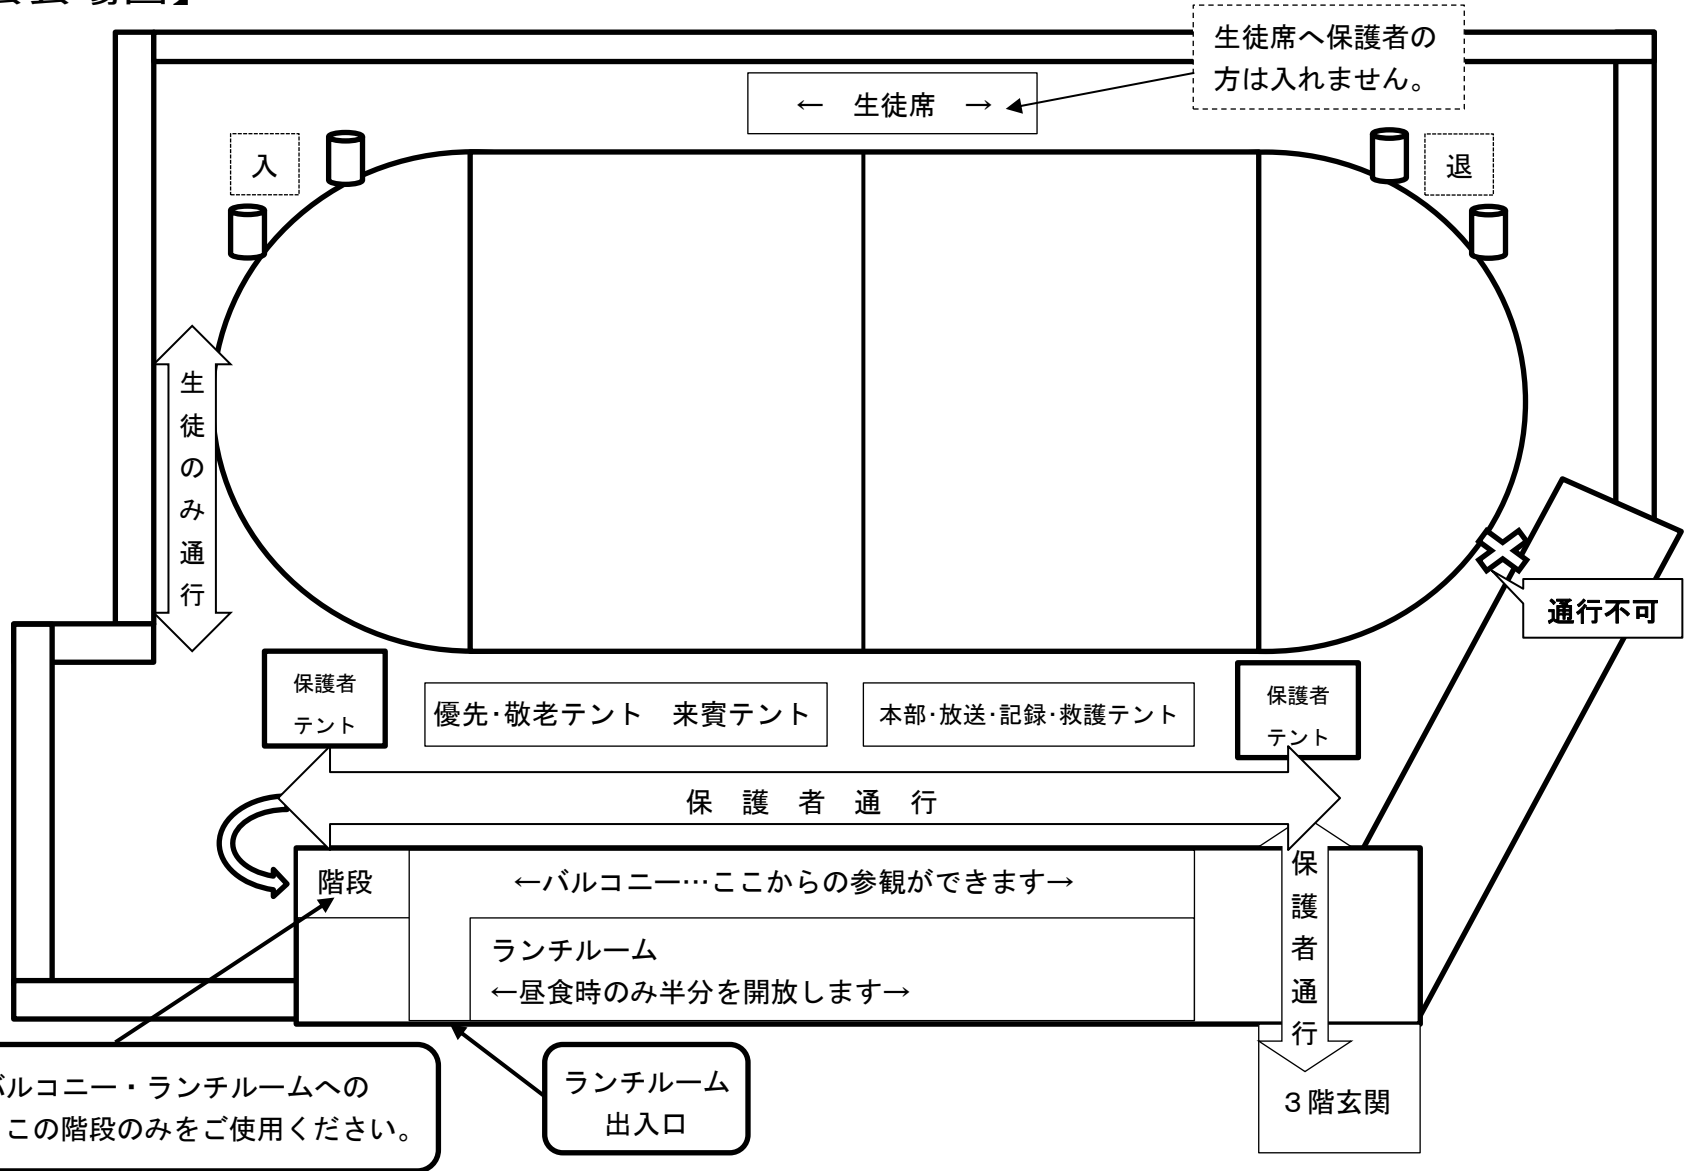 生徒席へ保護者の
方は入れません。
← 生徒席 →
入
退
生徒のみ通行
通行不可
保護者
テント
優先・敬老テント 来賓テント
本部・放送・記録・救護テント
保護者
テント
保護者通行
階段
←バルコニー…ここからの参観ができます→
保護者通行
ランチルーム
←昼食時のみ半分を開放します→
バルコニー・ランチルームへの
この階段のみをご使用ください。
ランチルーム
出入口
3階玄関